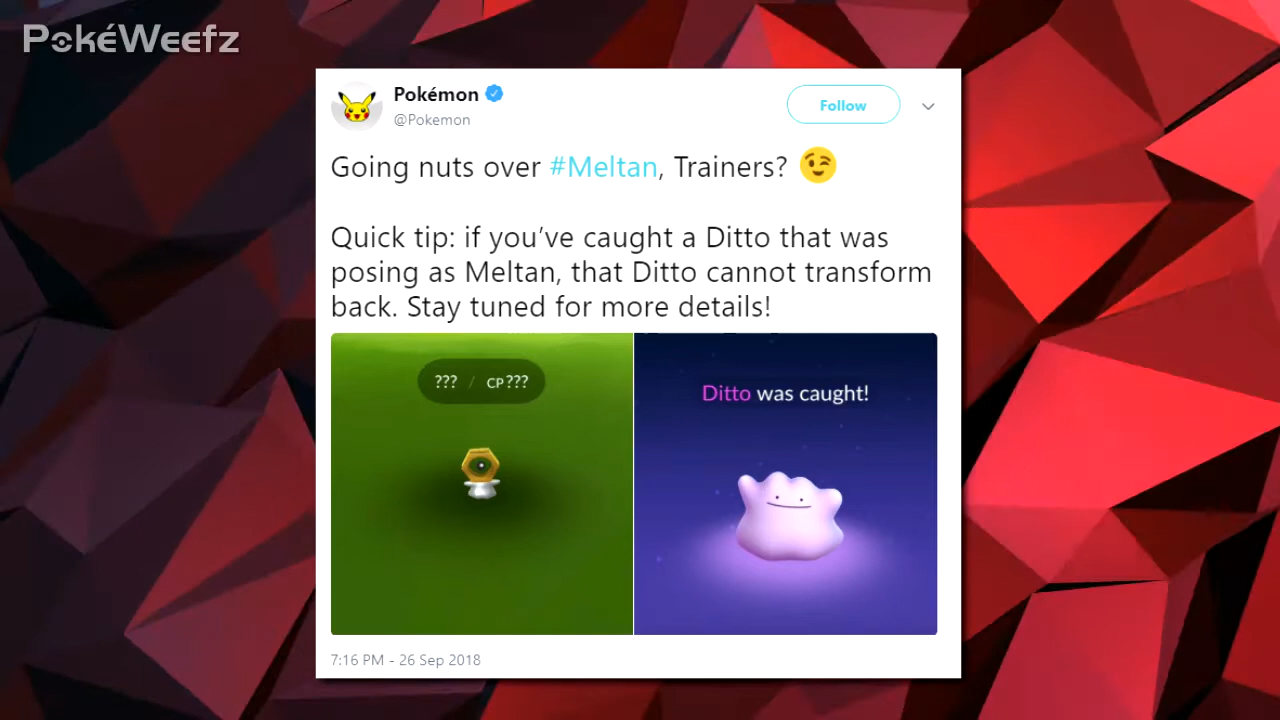 PokéWeefz
Pokémon
@Pokemon
Follow
Going nuts over #Meltan, Trainers? 😉
Quick tip: if you’ve caught a Ditto that was
posing as Meltan, that Ditto cannot transform
back. Stay tuned for more details!
??? / CP???
Ditto was caught!
7:16 PM - 26 Sep 2018